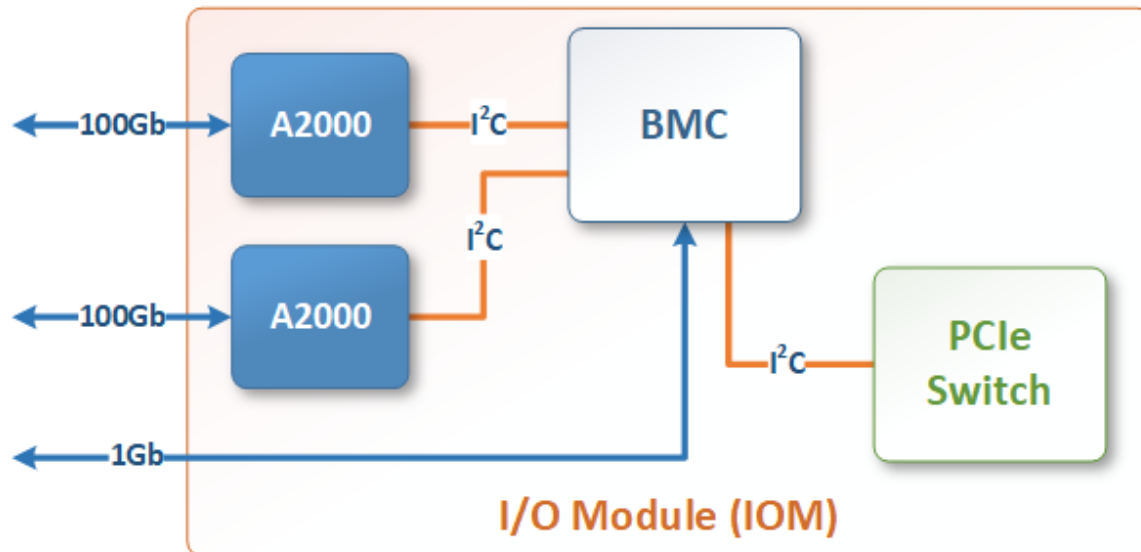 100Gb
A2000
I²C
BMC
I²C
100Gb
A2000
PCIe
Switch
I²C
1Gb
I/O Module (IOM)